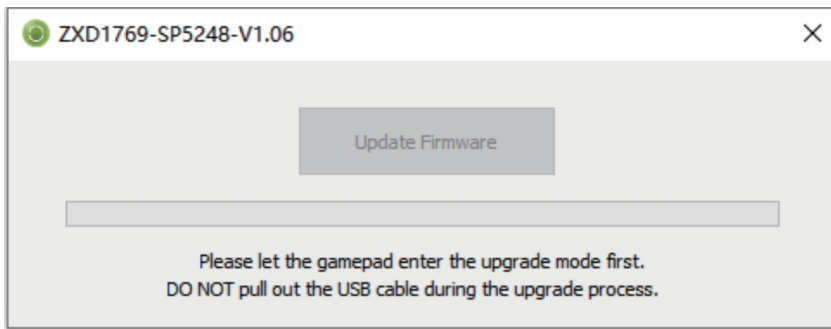 ZXD1769-SP5248-V1.06
Update Firmware
Please let the gamepad enter the upgrade mode first.
DO NOT pull out the USB cable during the upgrade process.